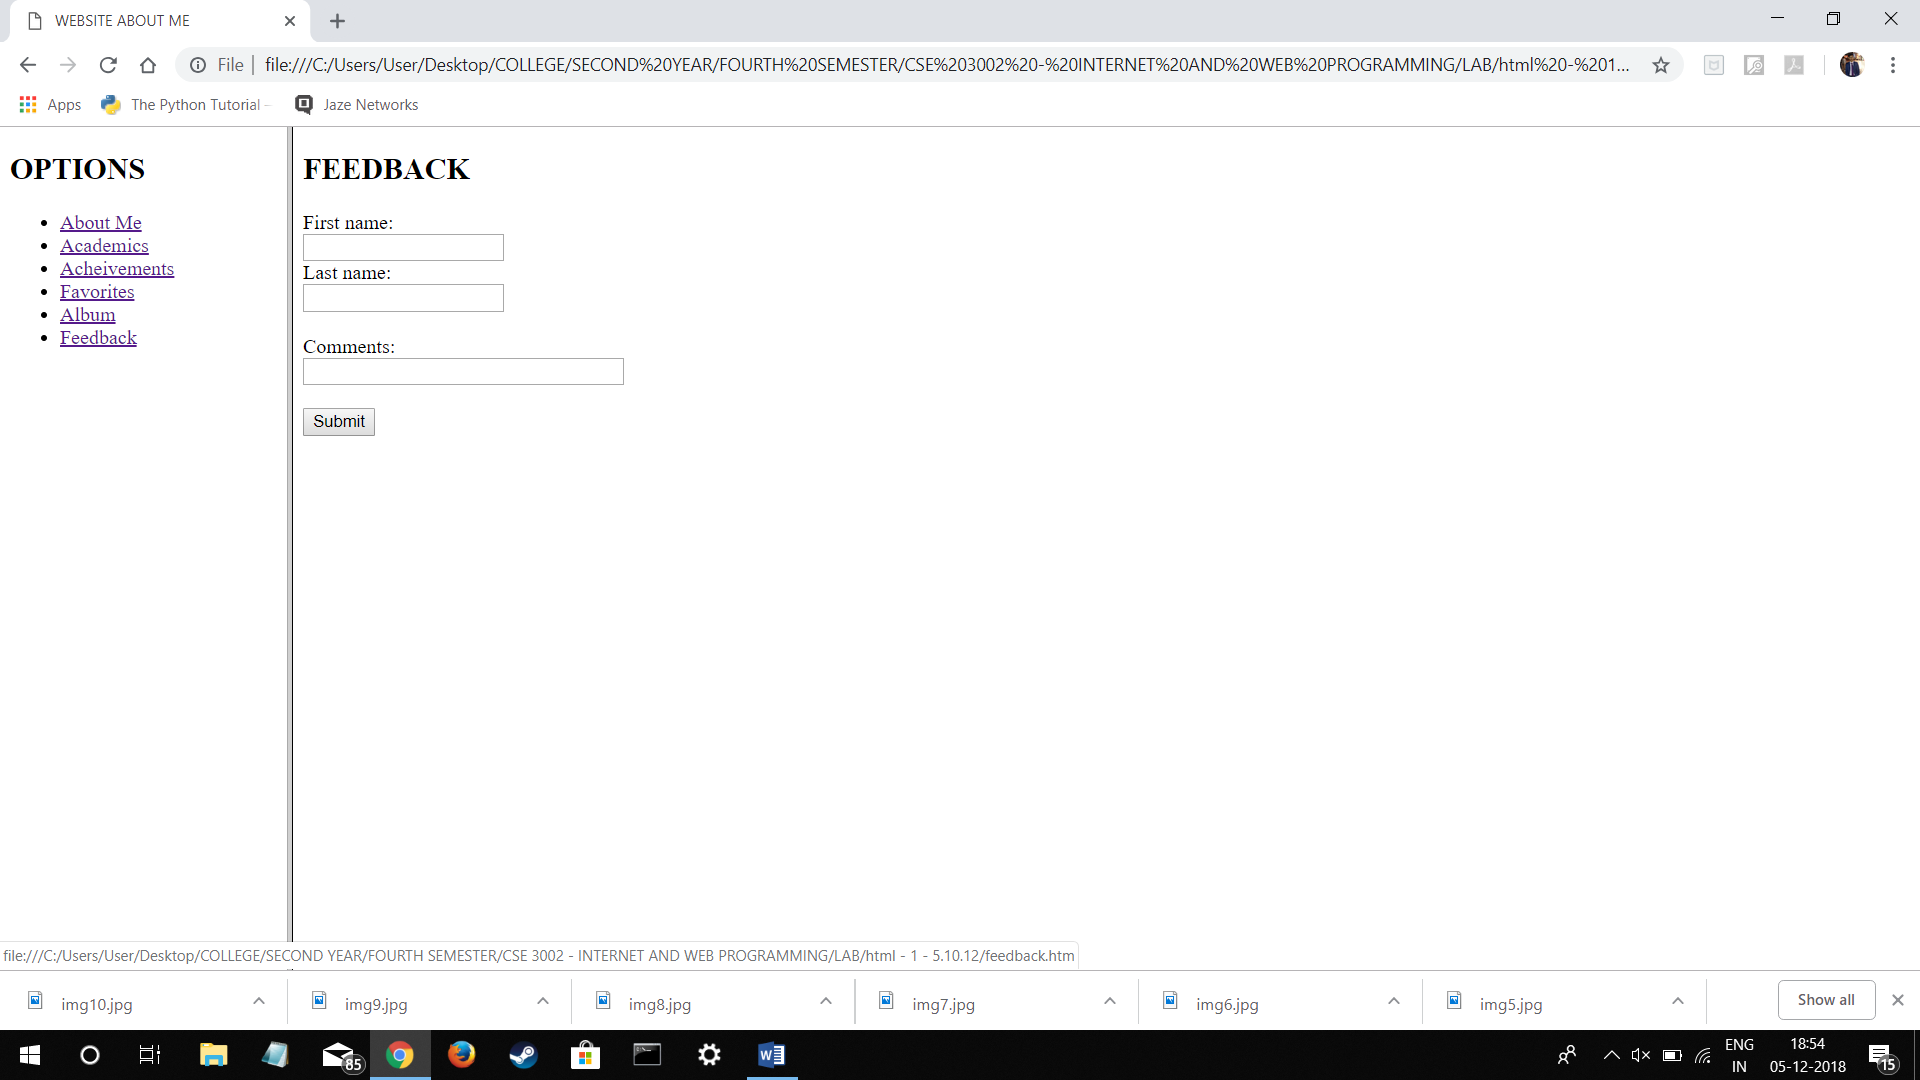 WEBSITE ABOUT ME
File | file:///C:/Users/User/Desktop/COLLEGE/SECOND%20YEAR/FOURTH%20SEMESTER/CSE%203002%20-%20INTERNET%20AND%20WEB%20PROGRAMMING/LAB/html%20-%201...
Apps The Python Tutorial – Jaze Networks
OPTIONS
About Me
Academics
Acheivements
Favorites
Album
Feedback
FEEDBACK
First name:
Last name:
Comments:
Submit
file:///C:/Users/User/Desktop/COLLEGE/SECOND YEAR/FOURTH SEMESTER/CSE 3002 - INTERNET AND WEB PROGRAMMING/LAB/html - 1 - 5.10.12/feedback.htm
img10.jpg img9.jpg img8.jpg img7.jpg img6.jpg img5.jpg Show all
85 ENG 18:54
IN 05-12-2018 15